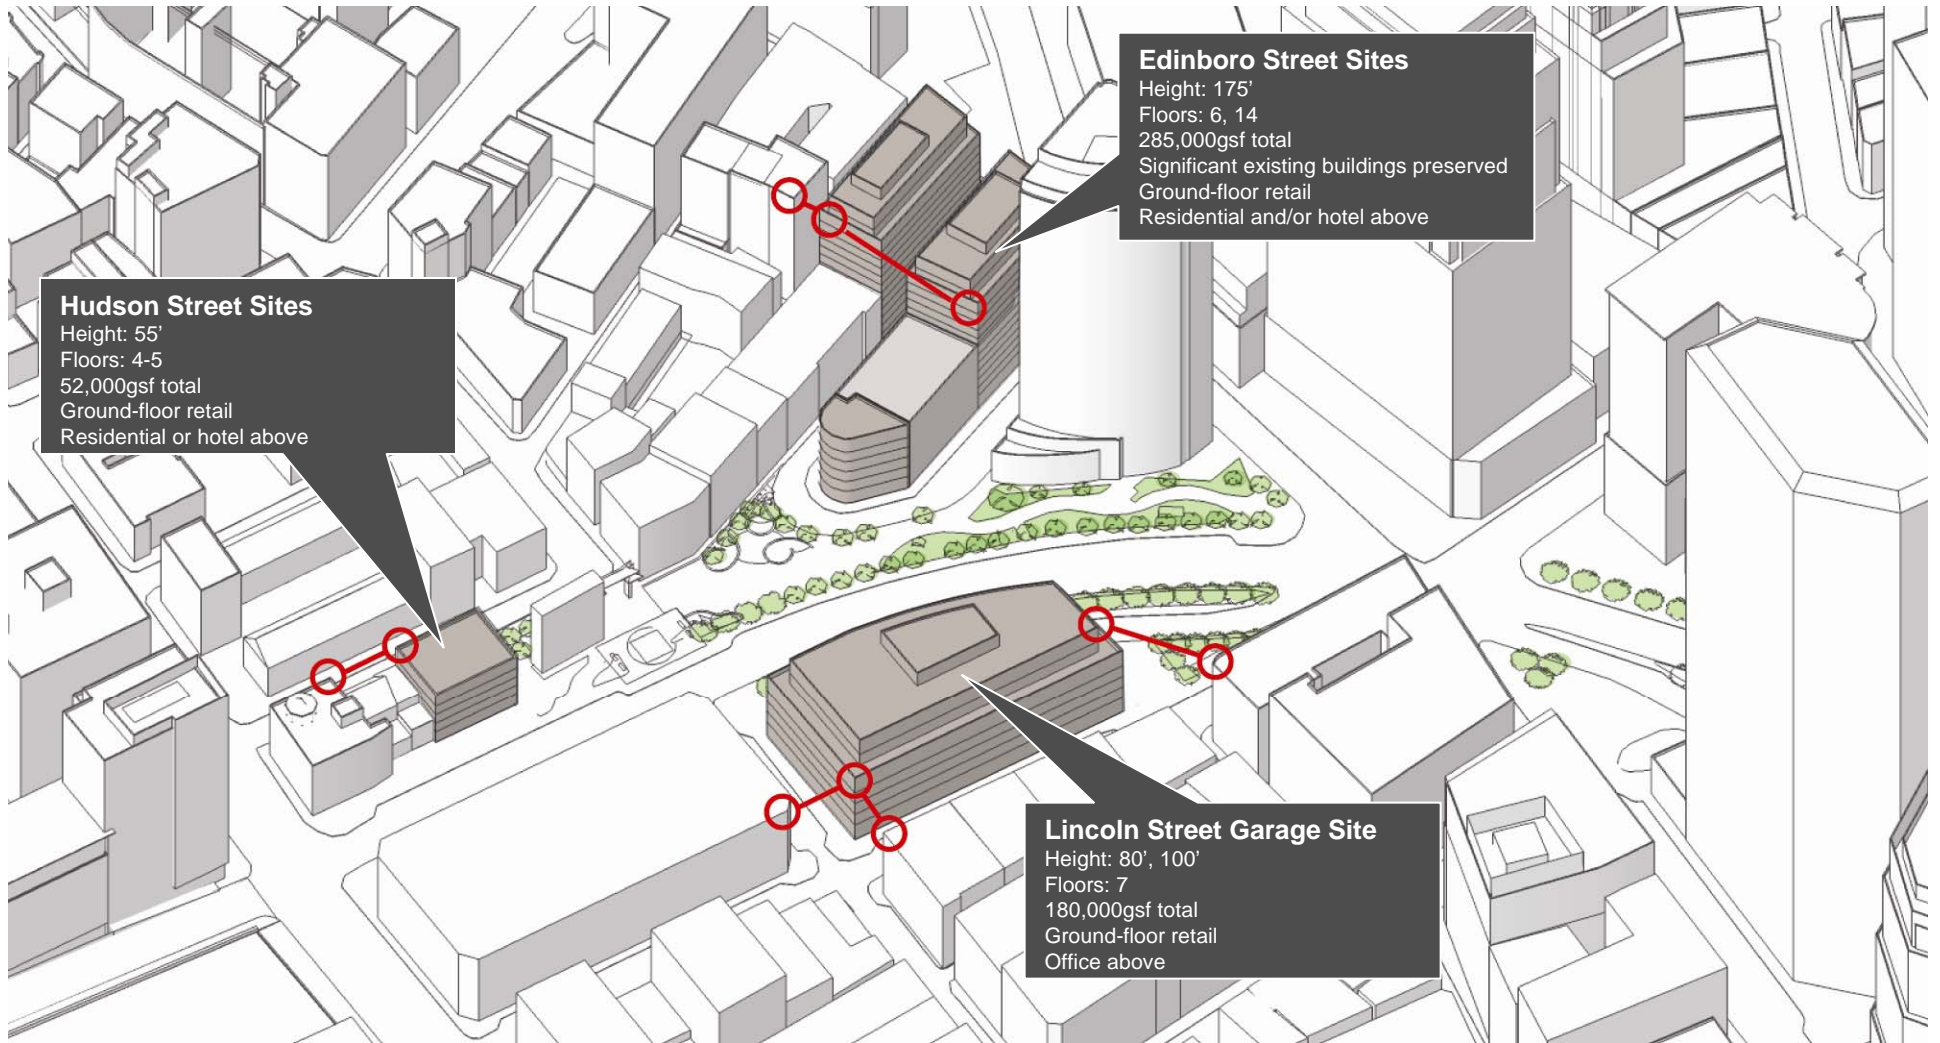 Edinboro Street Sites
Height: 175’
Floors: 6, 14
285,000gsf total
Significant existing buildings preserved
Ground-floor retail
Residential and/or hotel above
Hudson Street Sites
Height: 55’
Floors: 4-5
52,000gsf total
Ground-floor retail
Residential or hotel above
Lincoln Street Garage Site
Height: 80’, 100’
Floors: 7
180,000gsf total
Ground-floor retail
Office above